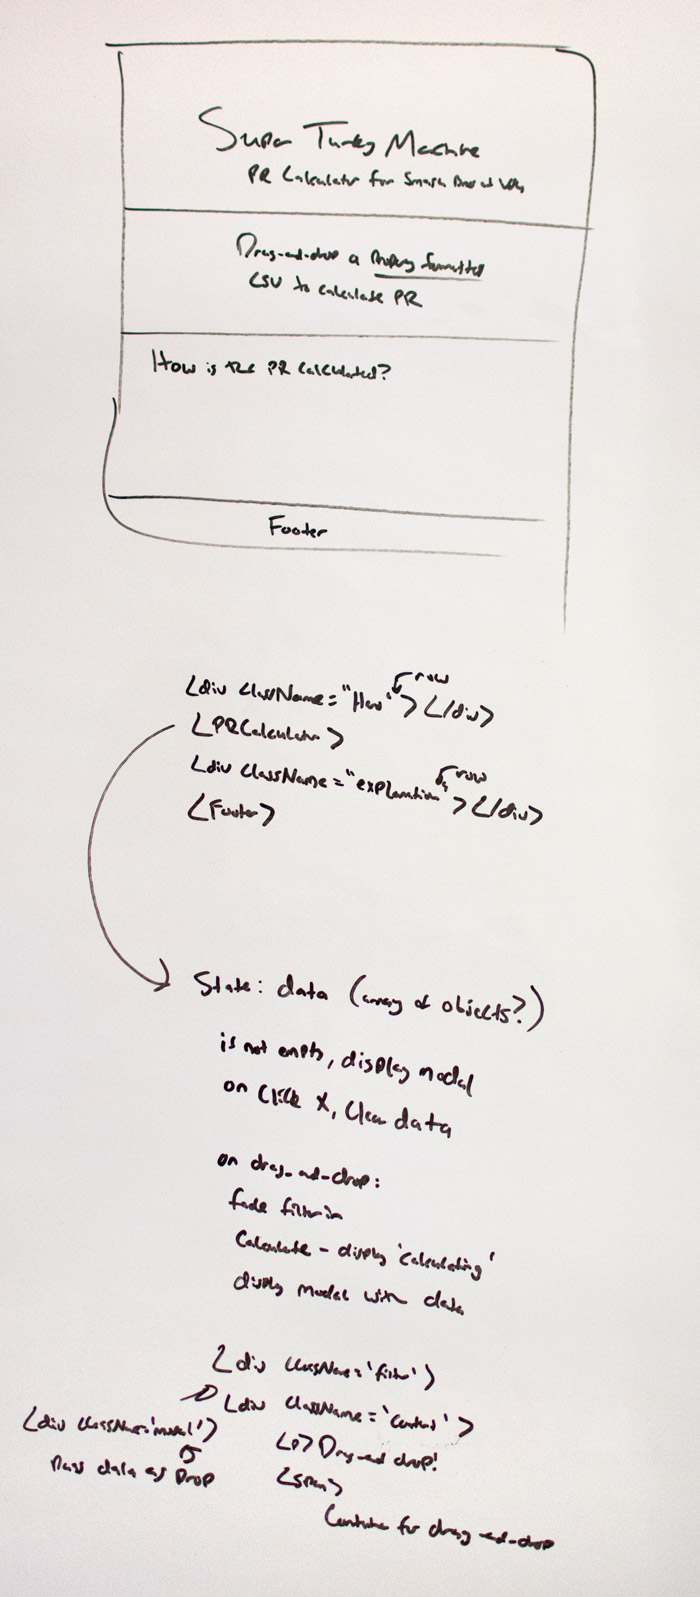 Super Turkey Machine
PR Calculator for Smash Bros at
Drag-and-drop a Properly formatted
CSV to calculate PR
How is the PR calculated?
Footer
row
<div className="Hero"></div>
<PRCalculator>
row
<div className="explanation"></div>
<Footer>
State: data (array of objects?)
is not empty, display modal
on click X, clear data
on drag-and-drop:
fade filter in
Calculate - display 'calculating'
display modal with data
<div className='filter'>
<div className='content'>
<div className='modal'>
<p> Drag-and drop!
Pass data as Prop
<span>
Container for drag-and-drop